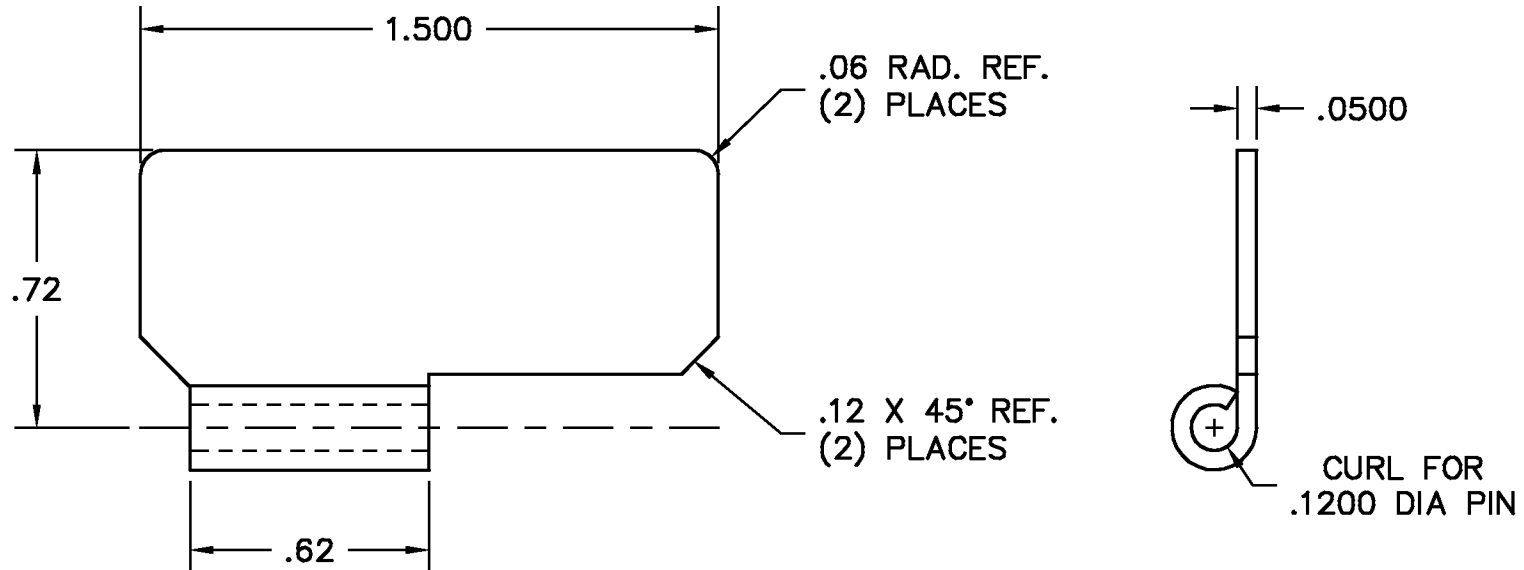 1.500
.06 RAD. REF.
(2) PLACES
.0500
.72
.12 X 45° REF.
(2) PLACES
CURL FOR
.1200 DIA PIN
.62